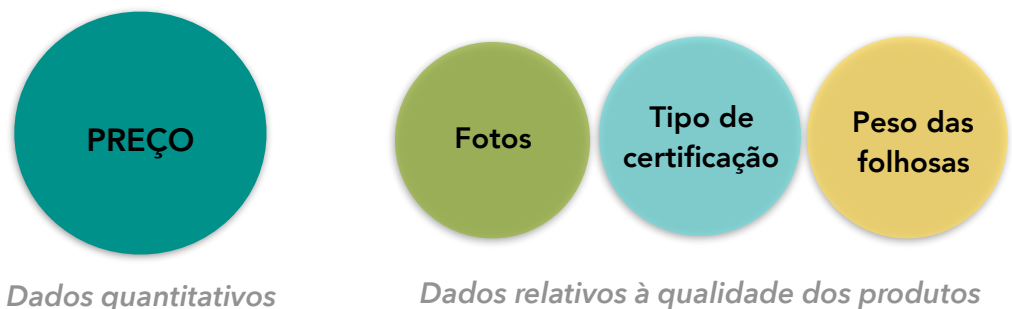 PREÇO
Fotos
Tipo de
certificação
Peso das
folhosas
Dados quantitativos
Dados relativos à qualidade dos produtos